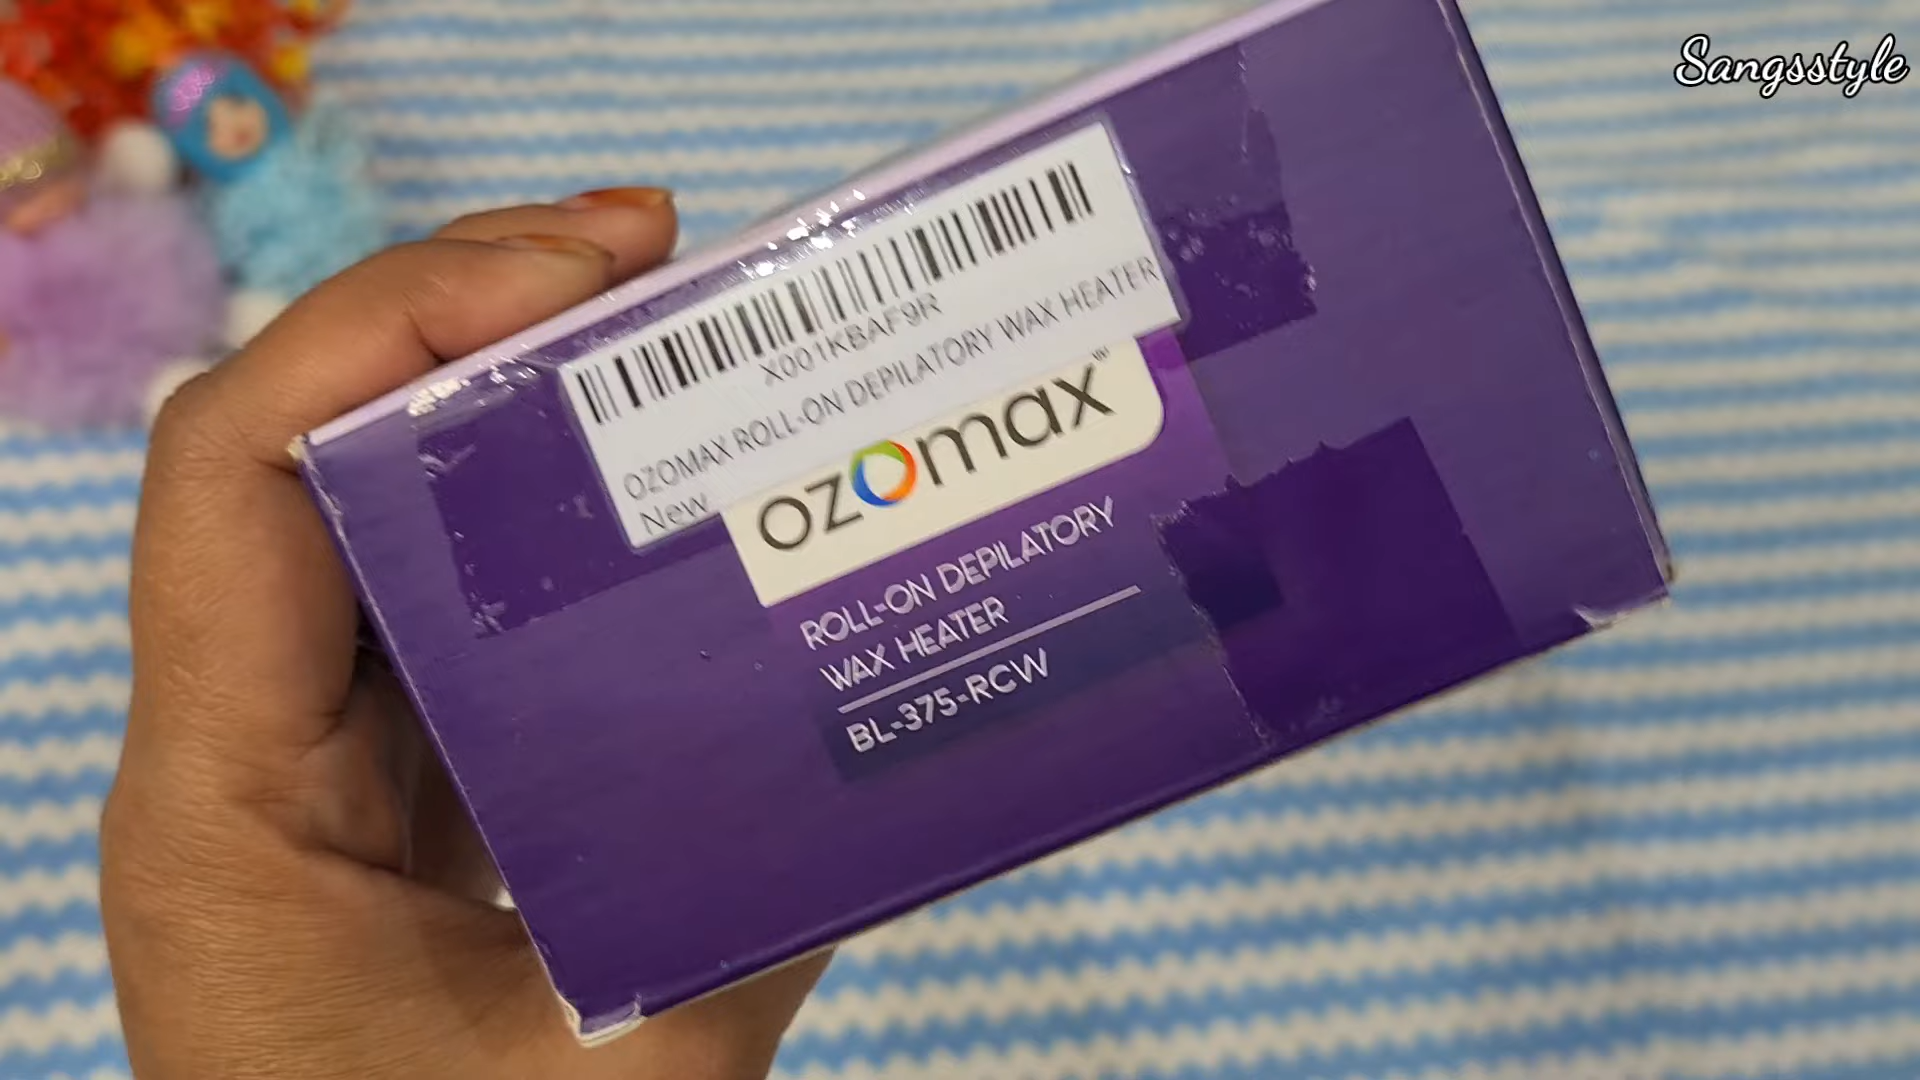 Sangsstyle
X001KBAF9R
OZOMAX ROLL-ON DEPILATORY WAX HEATER
New
ozomax
ROLL-ON DEPILATORY
WAX HEATER
BL-375-RCW